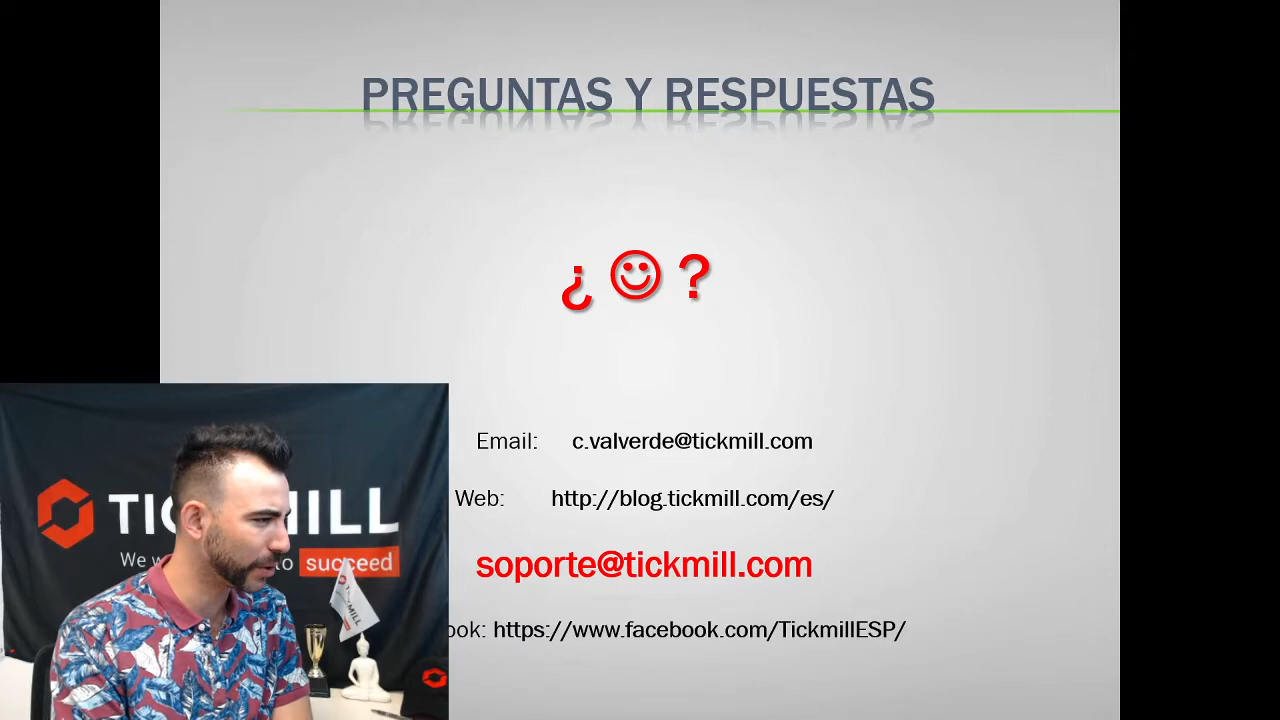 PREGUNTAS Y RESPUESTAS
¿☺?
Email: c.valverde@tickmill.com
Web: http://blog.tickmill.com/es/
soporte@tickmill.com
ook: https://www.facebook.com/TickmillESP/
TIC MILL
We w to succeed